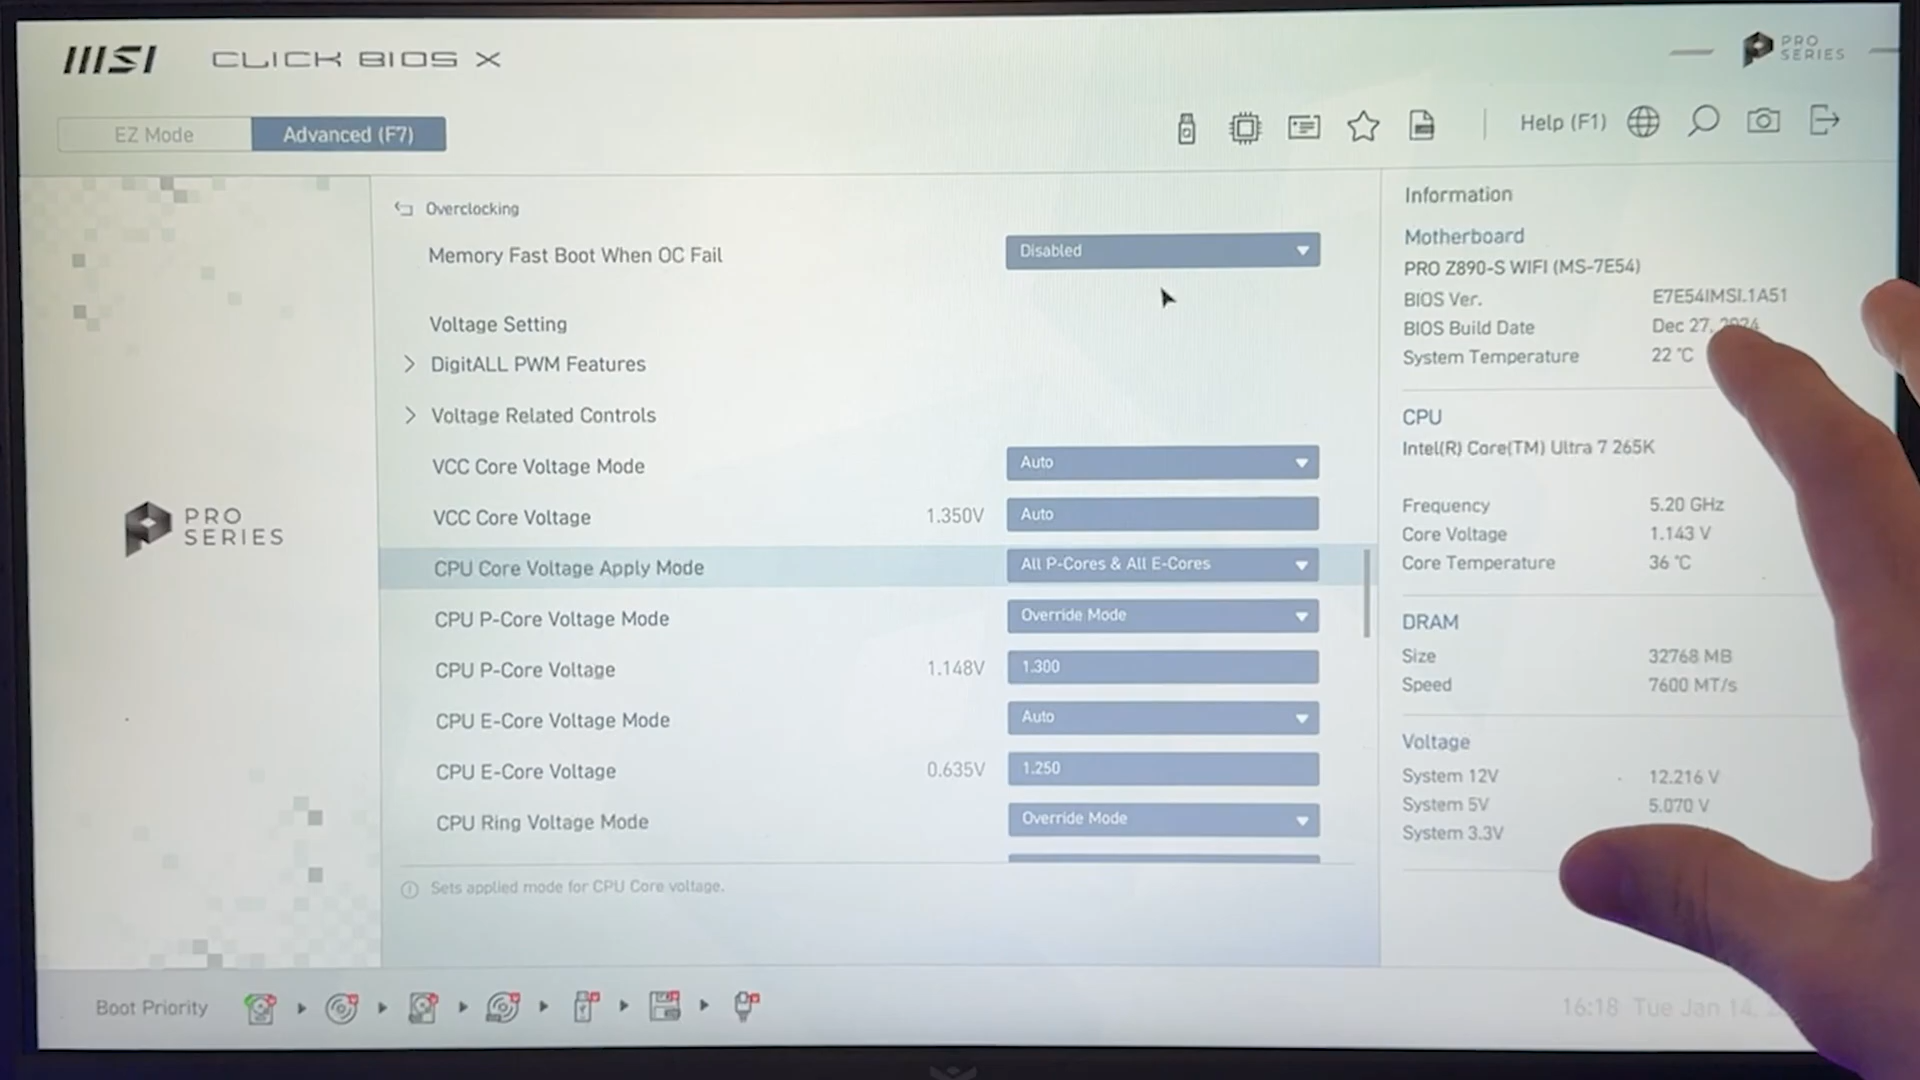 msi CLICK BIOS X
PRO SERIES
EZ Mode
Advanced (F7)
Help (F1)
Overclocking
Memory Fast Boot When OC Fail
Disabled
Voltage Setting
DigitALL PWM Features
Voltage Related Controls
VCC Core Voltage Mode
Auto
VCC Core Voltage 1.350V
Auto
CPU Core Voltage Apply Mode
All P-Cores & All E-Cores
CPU P-Core Voltage Mode
Override Mode
CPU P-Core Voltage 1.148V
1.300
CPU E-Core Voltage Mode
Auto
CPU E-Core Voltage 0.635V
1.250
CPU Ring Voltage Mode
Override Mode
Sets applied mode for CPU Core voltage.
PRO
SERIES
Information
Motherboard
PRO Z890-S WIFI (MS-7E54)
BIOS Ver. E7E54IMSI.1A51
BIOS Build Date Dec 27, 2024
System Temperature 22 °C
CPU
Intel(R) Core(TM) Ultra 7 265K
Frequency 5.20 GHz
Core Voltage 1.143 V
Core Temperature 36 °C
DRAM
Size 32768 MB
Speed 7600 MT/s
Voltage
System 12V 12.216 V
System 5V 5.070 V
System 3.3V
Boot Priority
16:18 Tue Jan 14,